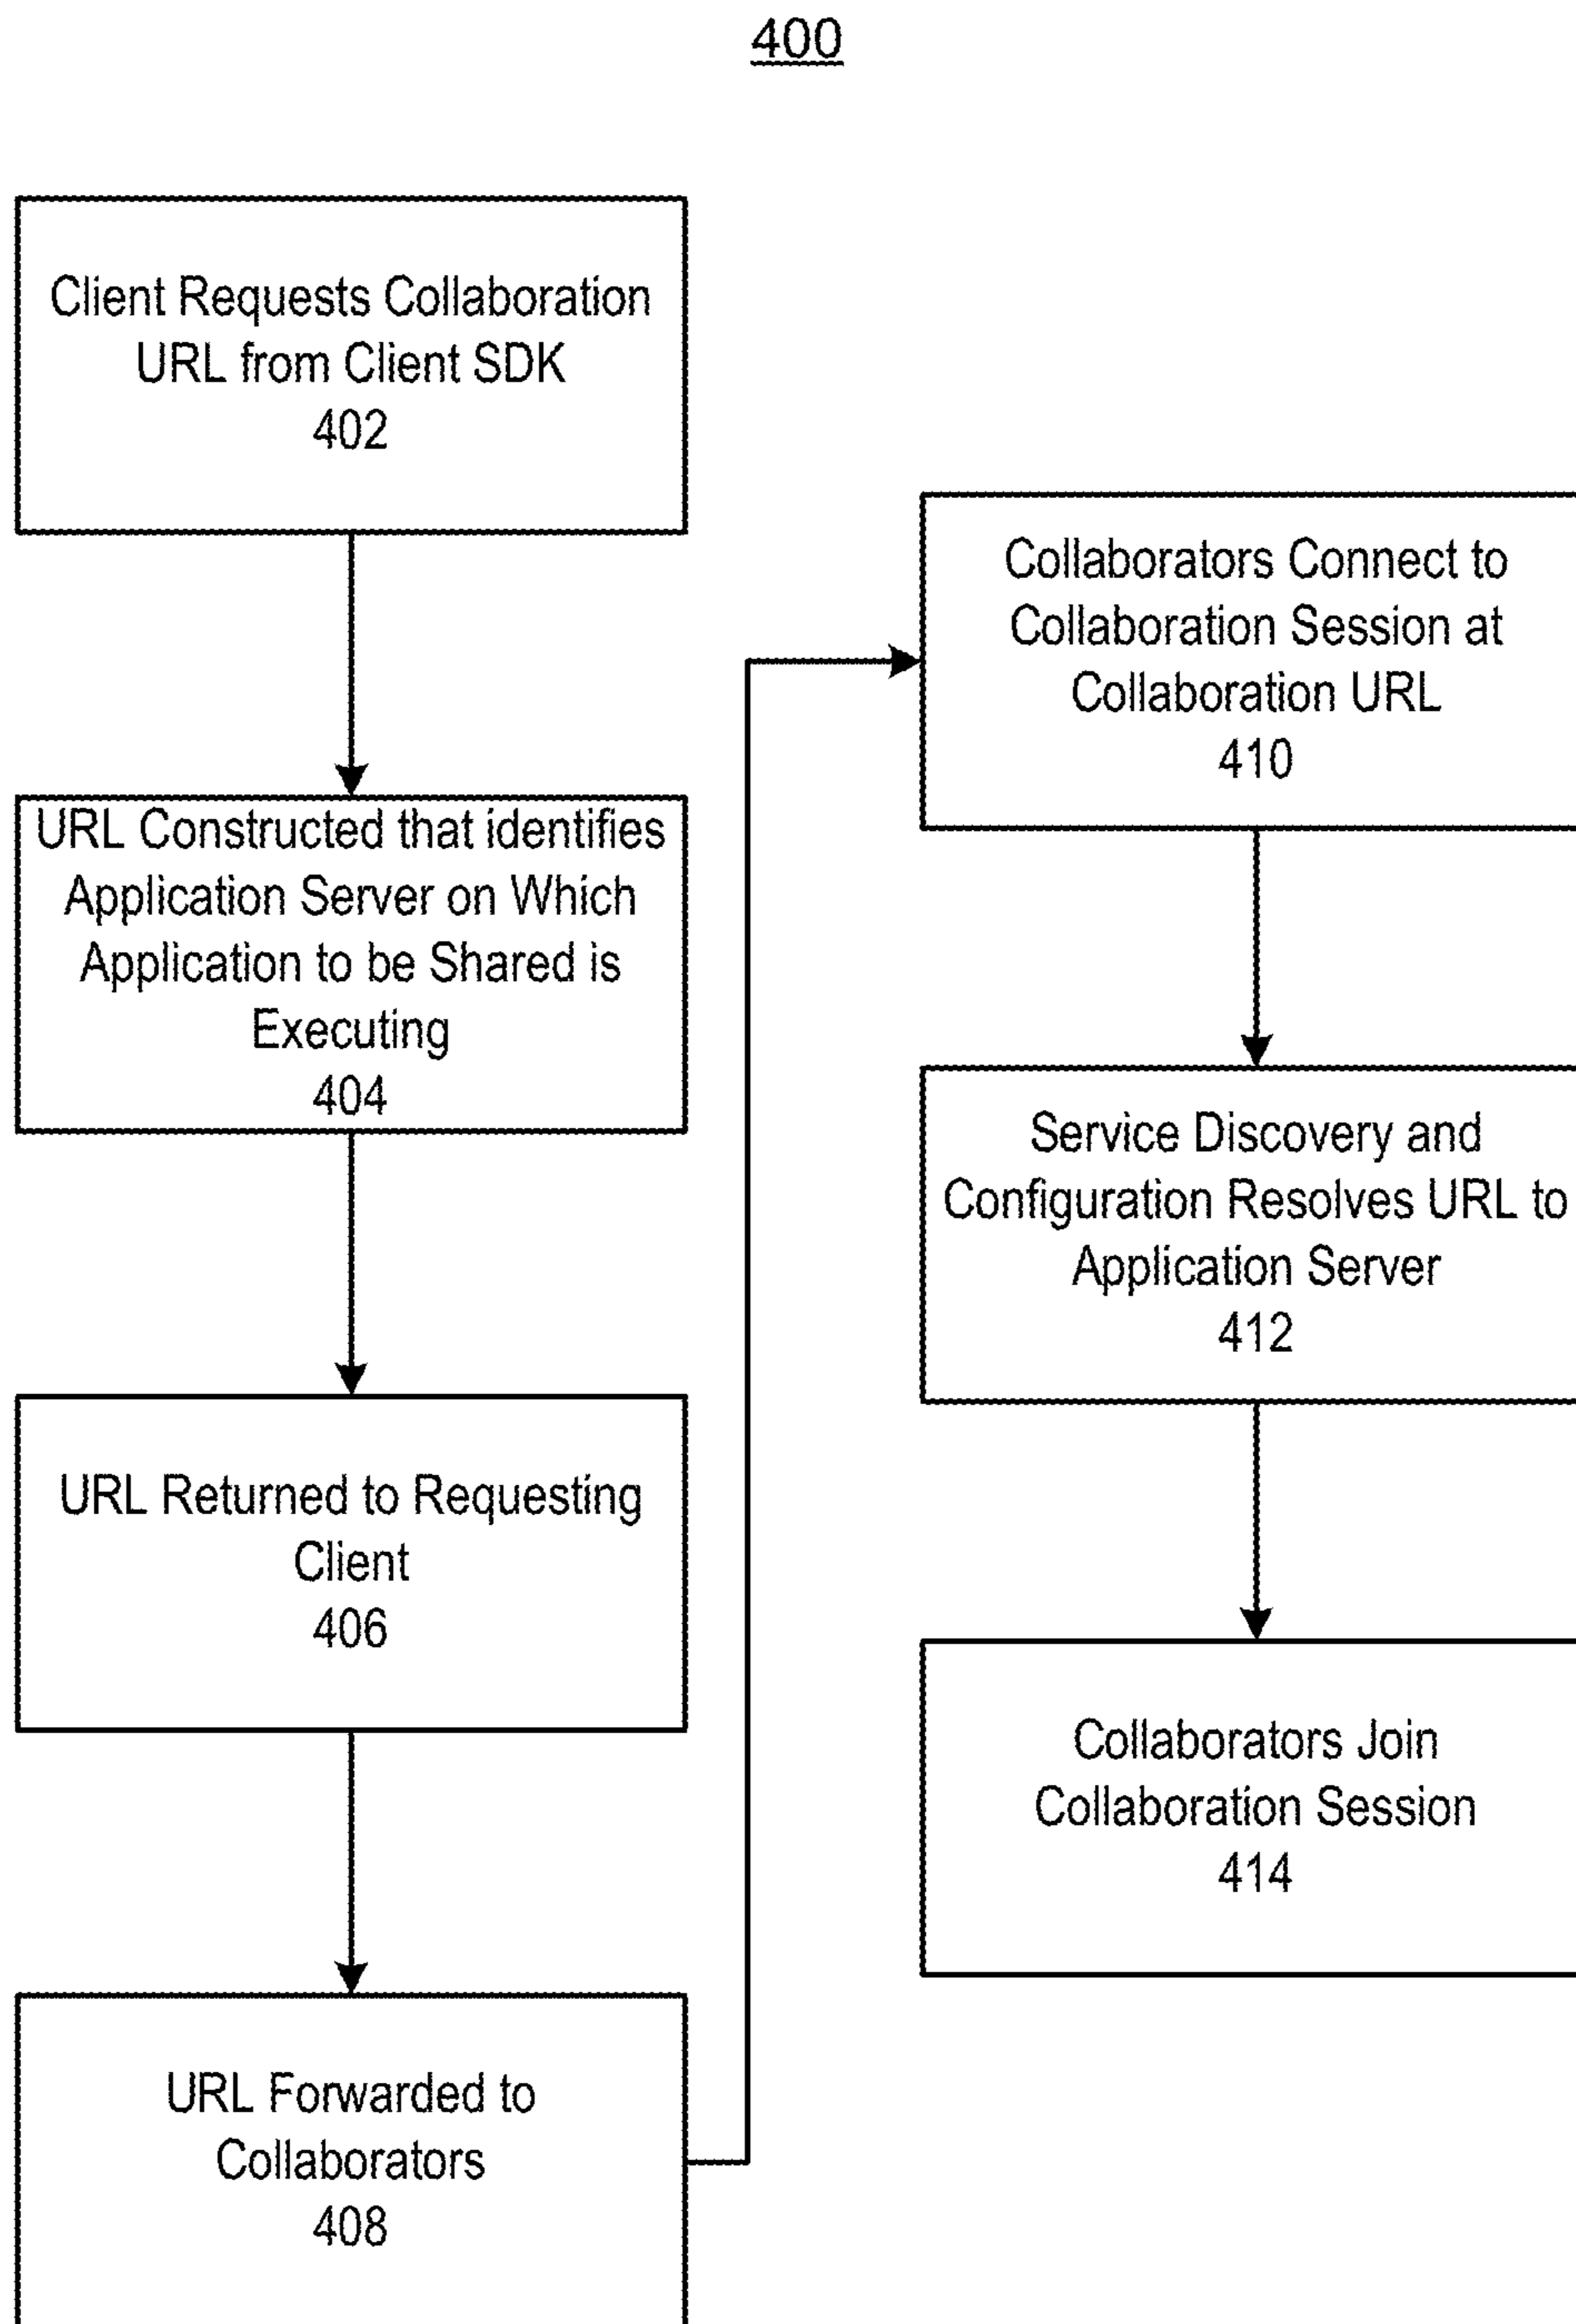 400
Client Requests Collaboration
URL from Client SDK
402
URL Constructed that identifies
Application Server on Which
Application to be Shared is
Executing
404
URL Returned to Requesting
Client
406
URL Forwarded to
Collaborators
408
Collaborators Connect to
Collaboration Session at
Collaboration URL
410
Service Discovery and
Configuration Resolves URL to
Application Server
412
Collaborators Join
Collaboration Session
414